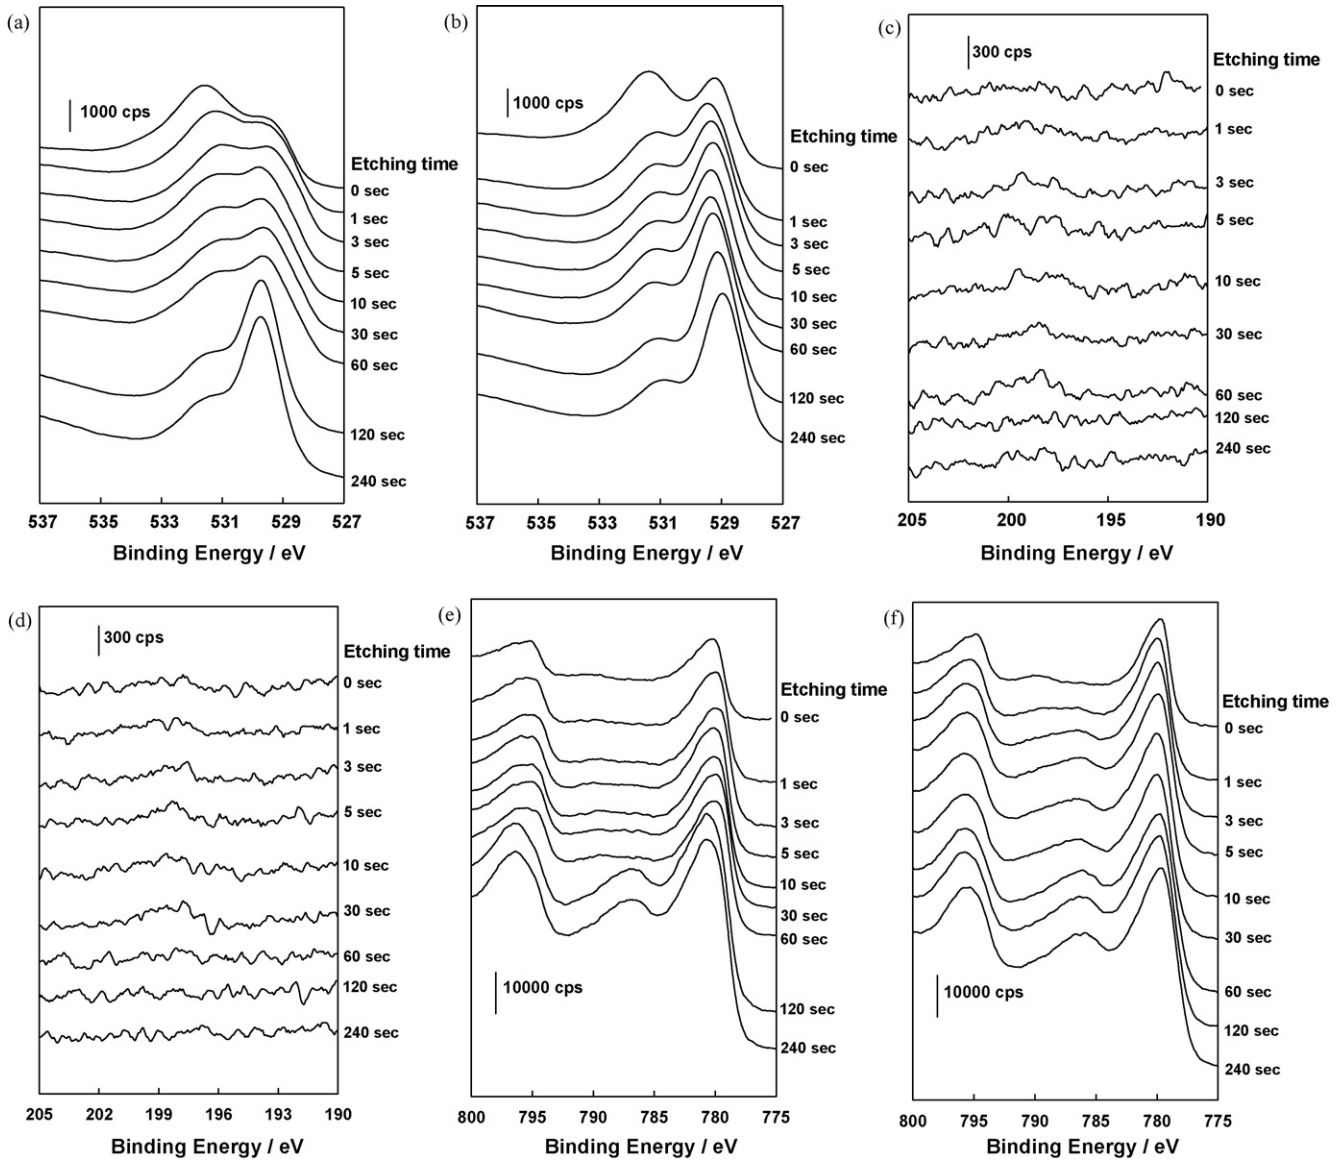 (a)
1000 cps
Etching time
0 sec
1 sec
3 sec
5 sec
10 sec
30 sec
60 sec
120 sec
240 sec
537 535 533 531 529 527
Binding Energy / eV
(b)
1000 cps
Etching time
0 sec
1 sec
3 sec
5 sec
10 sec
30 sec
60 sec
120 sec
240 sec
537 535 533 531 529 527
Binding Energy / eV
(c)
300 cps
Etching time
0 sec
1 sec
3 sec
5 sec
10 sec
30 sec
60 sec
120 sec
240 sec
205 200 195 190
Binding Energy / eV
(d)
300 cps
Etching time
0 sec
1 sec
3 sec
5 sec
10 sec
30 sec
60 sec
120 sec
240 sec
205 202 199 196 193 190
Binding Energy / eV
(e)
Etching time
0 sec
1 sec
3 sec
5 sec
10 sec
30 sec
60 sec
10000 cps
120 sec
240 sec
800 795 790 785 780 775
Binding Energy / eV
(f)
Etching time
0 sec
1 sec
3 sec
5 sec
10 sec
30 sec
60 sec
10000 cps
120 sec
240 sec
800 795 790 785 780 775
Binding Energy / eV